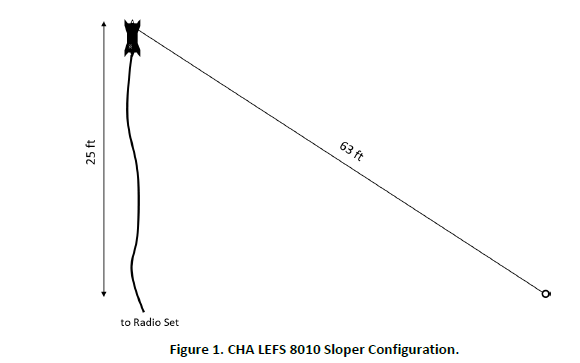 25 ft
63 ft
to Radio Set
Figure 1. CHA LEFS 8010 Sloper Configuration.